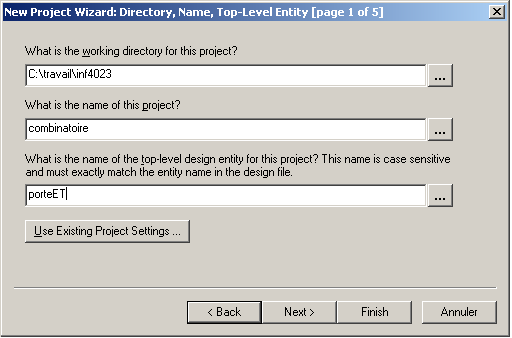 New Project Wizard: Directory, Name, Top-Level Entity [page 1 of 5]
What is the working directory for this project?
C:\travail\inf4023
...
What is the name of this project?
combinatoire
...
What is the name of the top-level design entity for this project? This name is case sensitive
and must exactly match the entity name in the design file.
porteET
...
Use Existing Project Settings ...
< Back
Next >
Finish
Annuler